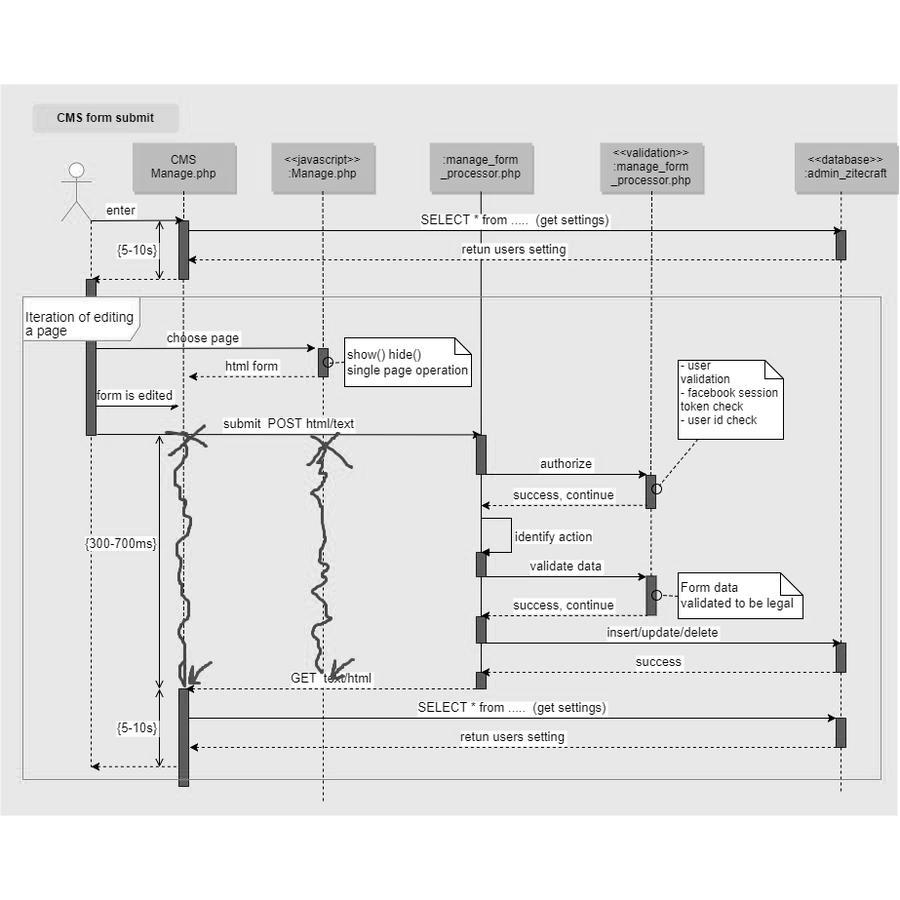 CMS form submit
CMS
Manage.php
<<javascript>>
:Manage.php
:manage_form
_processor.php
<<validation>>
:manage_form
_processor.php
<<database>>
:admin_zitecraft
enter
SELECT * from ..... (get settings)
{5-10s}
retun users setting
Iteration of editing
a page
choose page
show() hide()
single page operation
html form
- user
validation
- facebook session
token check
- user id check
form is edited
submit POST html/text
authorize
success, continue
identify action
{300-700ms}
validate data
Form data
validated to be legal
success, continue
insert/update/delete
success
GET text/html
SELECT * from ..... (get settings)
{5-10s}
retun users setting